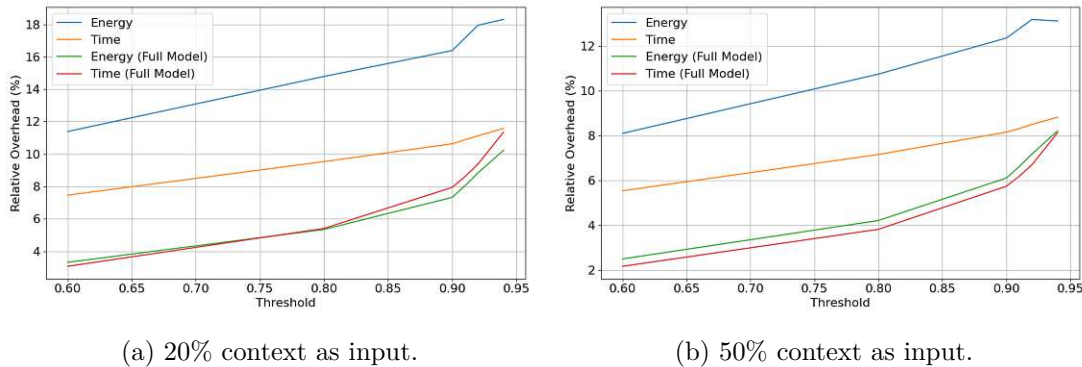 18
16
14
12
10
8
6
4
Relative Overhead (%)
Energy
Time
Energy (Full Model)
Time (Full Model)
0.60 0.65 0.70 0.75 0.80 0.85 0.90 0.95
Threshold
(a) 20% context as input.
12
10
8
6
4
2
Relative Overhead (%)
Energy
Time
Energy (Full Model)
Time (Full Model)
0.60 0.65 0.70 0.75 0.80 0.85 0.90 0.95
Threshold
(b) 50% context as input.